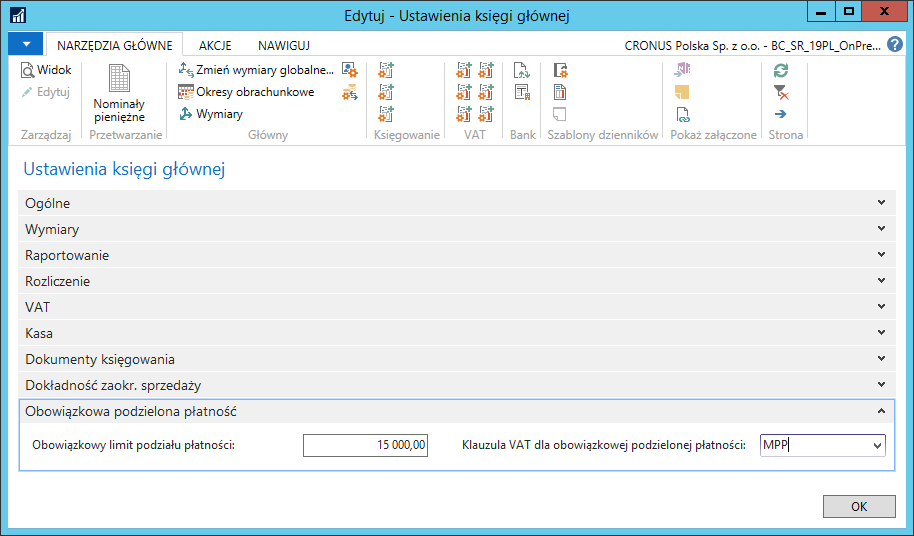 Edytuj - Ustawienia księgi głównej
NARZĘDZIA GŁÓWNE AKCJE NAWIGUJ CRONUS Polska Sp. z o.o. - BC_SR_19PL_OnPre... ?
Widok
Edytuj
Zarządzaj
Nominały
pieniężne
Przetwarzanie
Zmień wymiary globalne...
Okresy obrachunkowe
Wymiary
Główny
Księgowanie
VAT
Bank
Szablony dzienników
Pokaż załączone
Strona
Ustawienia księgi głównej
Ogólne
Wymiary
Raportowanie
Rozliczenie
VAT
Kasa
Dokumenty księgowania
Dokładność zaokr. sprzedaży
Obowiązkowa podzielona płatność
Obowiązkowy limit podziału płatności: 15 000,00 Klauzula VAT dla obowiązkowej podzielonej płatności: MPP
OK